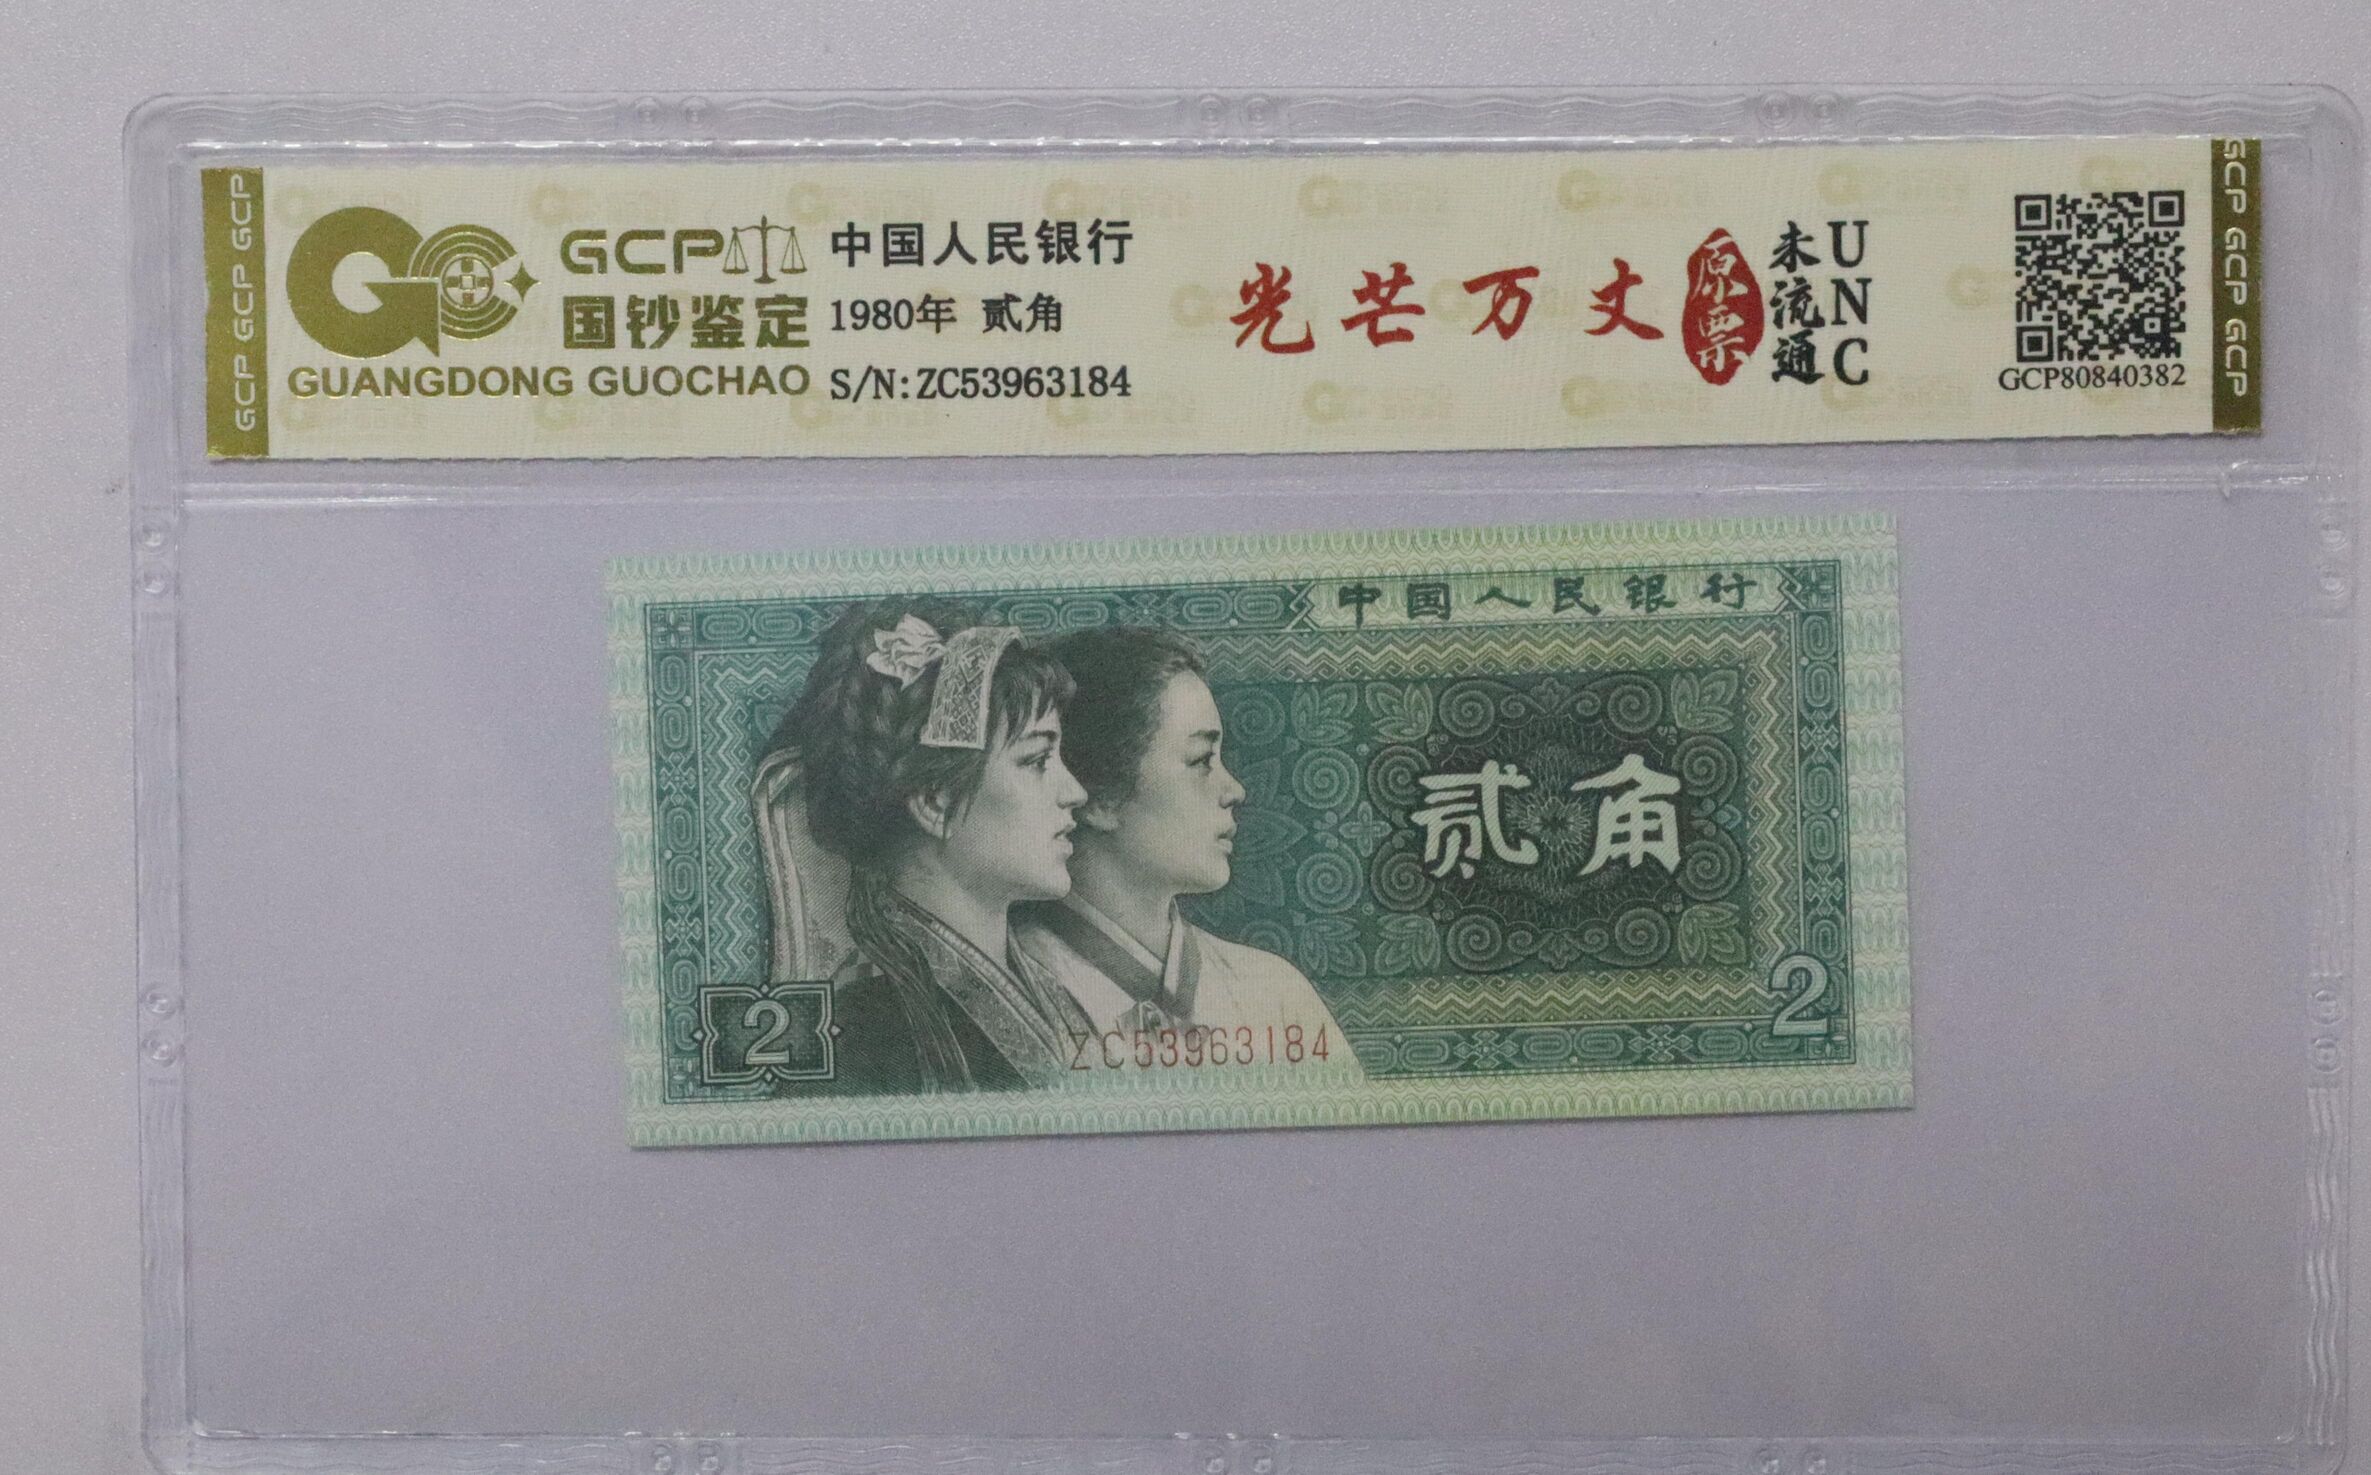 GCP GCP GCP
GCP
国钞鉴定
GUANGDONG GUOCHAO
中国人民银行
1980年 贰角
S/N:ZC53963184
光芒万丈
原票
未流通
UNC
GCP80840382
GCP GCP GCP
中国人民银行
贰角
2
2
ZC53963184